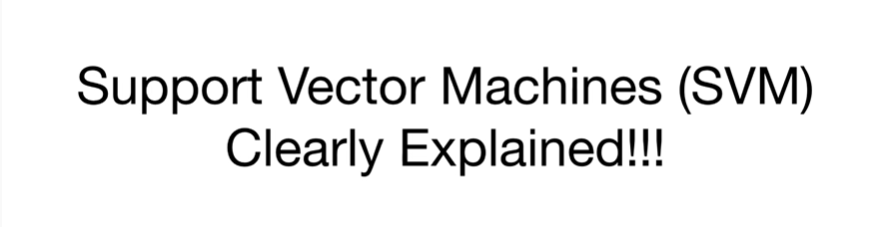 Support Vector Machines (SVM)
Clearly Explained!!!